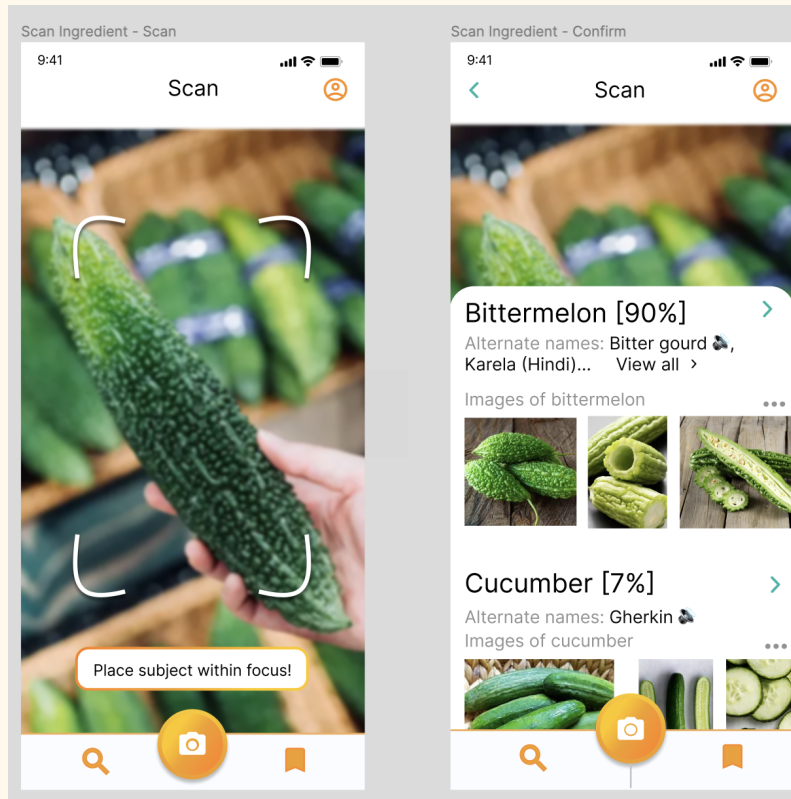 Scan Ingredient - Scan
9:41
Scan
Place subject within focus!
Scan Ingredient - Confirm
9:41
Scan
Bittermelon [90%]
Alternate names: Bitter gourd 🔊,
Karela (Hindi)... View all >
Images of bittermelon
Cucumber [7%]
Alternate names: Gherkin 🔊
Images of cucumber